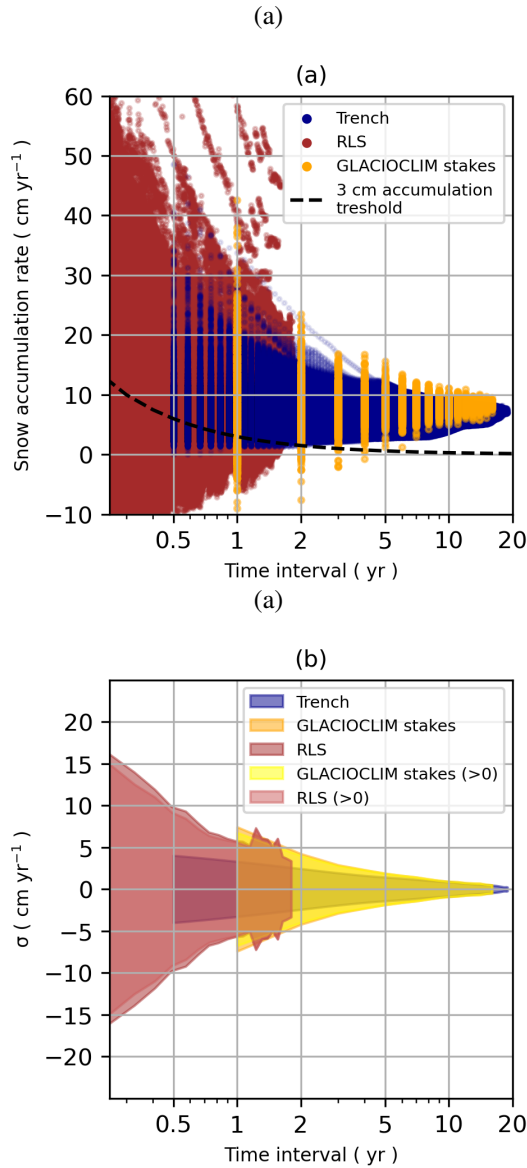 (a)
(a)
60
50
40
30
20
10
0
−10
Snow accumulation rate ( cm yr⁻¹ )
Trench
RLS
GLACIOCLIM stakes
3 cm accumulation
treshold
0.5 1 2 5 10 20
Time interval ( yr )
(a)
(b)
20
15
10
5
0
−5
−10
−15
−20
σ ( cm yr⁻¹ )
Trench
GLACIOCLIM stakes
RLS
GLACIOCLIM stakes (>0)
RLS (>0)
0.5 1 2 5 10 20
Time interval ( yr )